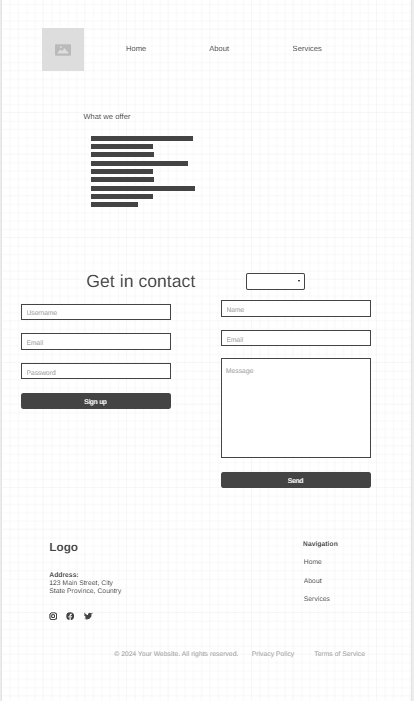 Home
About
Services
What we offer
Get in contact
Username
Email
Password
Sign up
Name
Email
Message
Send
Logo
Address:
123 Main Street, City
State Province, Country
Navigation
Home
About
Services
© 2024 Your Website. All rights reserved.
Privacy Policy
Terms of Service